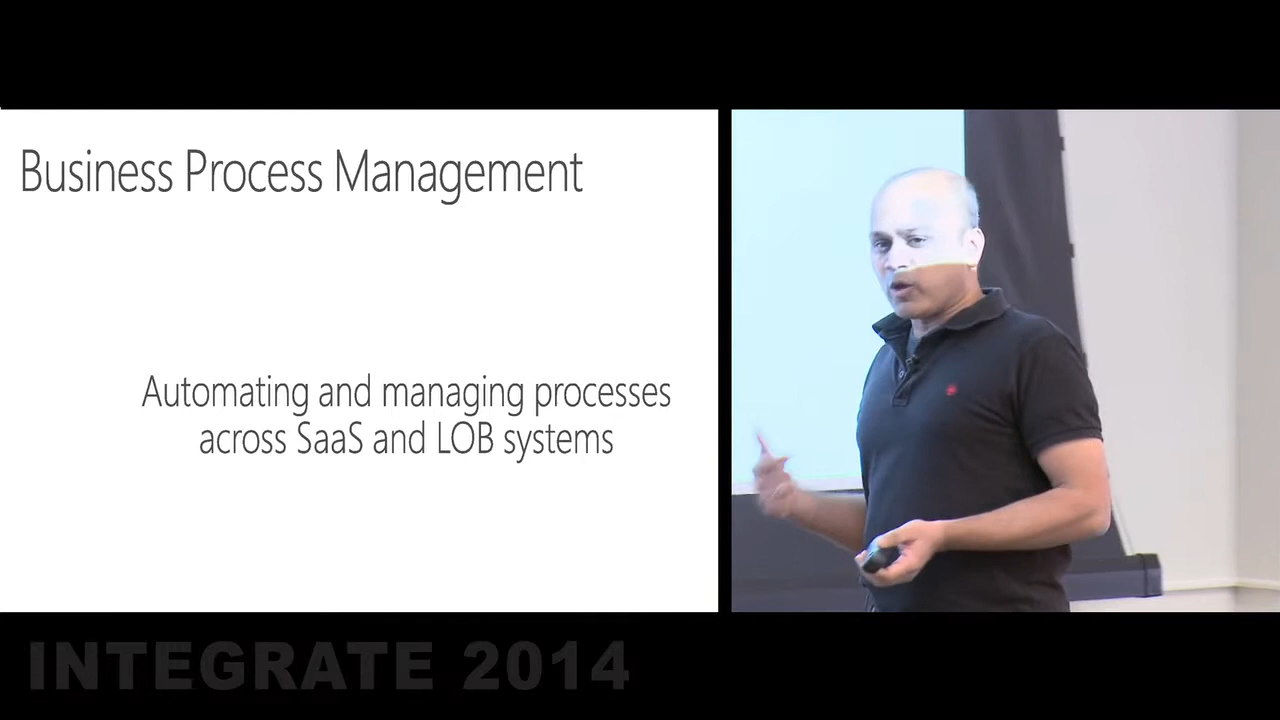 Business Process Management
Automating and managing processes
across SaaS and LOB systems
INTEGRATE 2014